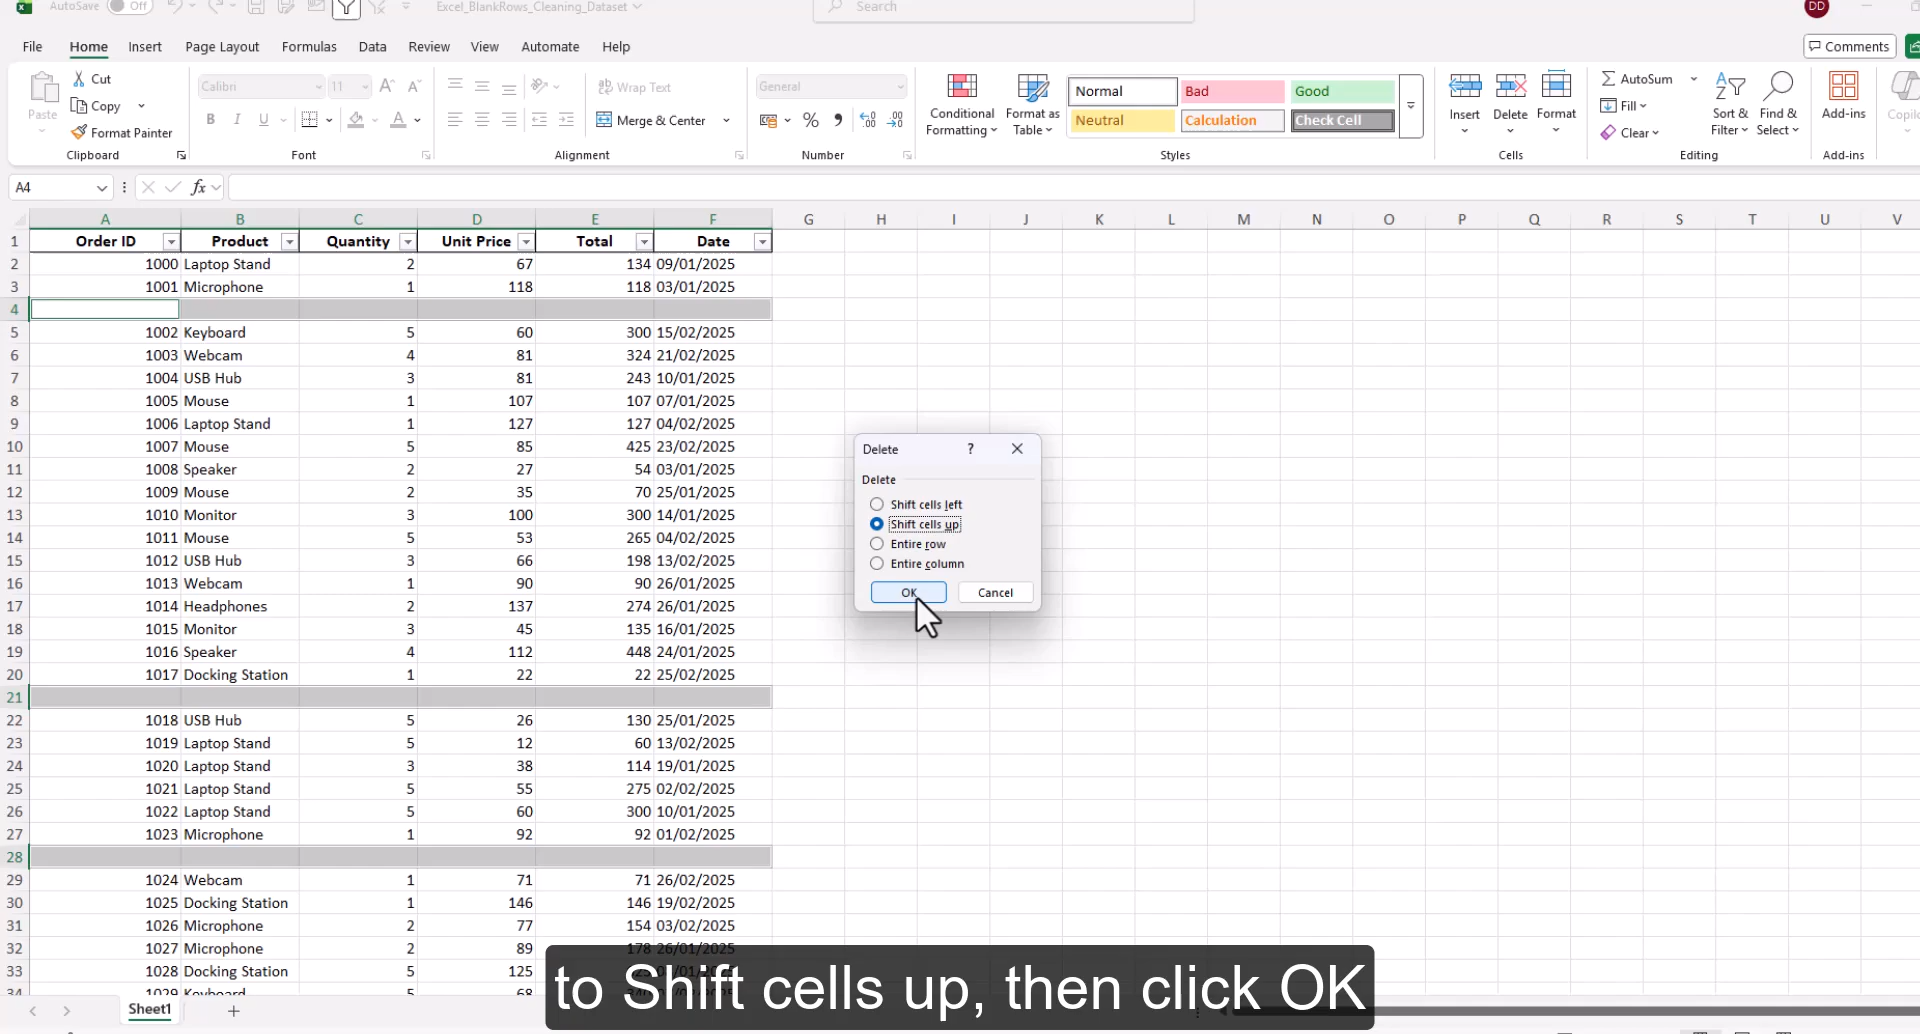 AutoSave Off Excel_BlankRows_Cleaning_Dataset Search DD
File Home Insert Page Layout Formulas Data Review View Automate Help Comments
Paste Cut Copy Format Painter Clipboard
Calibri 11 A A B I U A Font
Wrap Text Merge & Center Alignment
General % 9 Number
Conditional Formatting Format as Table Normal Bad Good Neutral Calculation Check Cell Styles
Insert Delete Format Cells
AutoSum Fill Clear Sort & Filter Find & Select Editing
Add-ins Add-ins
A4 fx
A B C D E F G H I J K L M N O P Q R S T U V
1 Order ID Product Quantity Unit Price Total Date
2 1000 Laptop Stand 2 67 134 09/01/2025
3 1001 Microphone 1 118 118 03/01/2025
4
5 1002 Keyboard 5 60 300 15/02/2025
6 1003 Webcam 4 81 324 21/02/2025
7 1004 USB Hub 3 81 243 10/01/2025
8 1005 Mouse 1 107 107 07/01/2025
9 1006 Laptop Stand 1 127 127 04/02/2025
10 1007 Mouse 5 85 425 23/02/2025
11 1008 Speaker 2 27 54 03/01/2025
12 1009 Mouse 2 35 70 25/01/2025
13 1010 Monitor 3 100 300 14/01/2025
14 1011 Mouse 5 53 265 04/02/2025
15 1012 USB Hub 3 66 198 13/02/2025
16 1013 Webcam 1 90 90 26/01/2025
17 1014 Headphones 2 137 274 26/01/2025
18 1015 Monitor 3 45 135 16/01/2025
19 1016 Speaker 4 112 448 24/01/2025
20 1017 Docking Station 1 22 22 25/02/2025
21
22 1018 USB Hub 5 26 130 25/01/2025
23 1019 Laptop Stand 5 12 60 13/02/2025
24 1020 Laptop Stand 3 38 114 19/01/2025
25 1021 Laptop Stand 5 55 275 02/02/2025
26 1022 Laptop Stand 5 60 300 10/01/2025
27 1023 Microphone 1 92 92 01/02/2025
28
29 1024 Webcam 1 71 71 26/02/2025
30 1025 Docking Station 1 146 146 19/02/2025
31 1026 Microphone 2 77 154 03/02/2025
32 1027 Microphone 2 89 178 26/01/2025
33 1028 Docking Station 5 125
34 1029 Keyboard 5 68
Delete ?
Delete
Shift cells left
Shift cells up
Entire row
Entire column
OK Cancel
to Shift cells up, then click OK
Sheet1